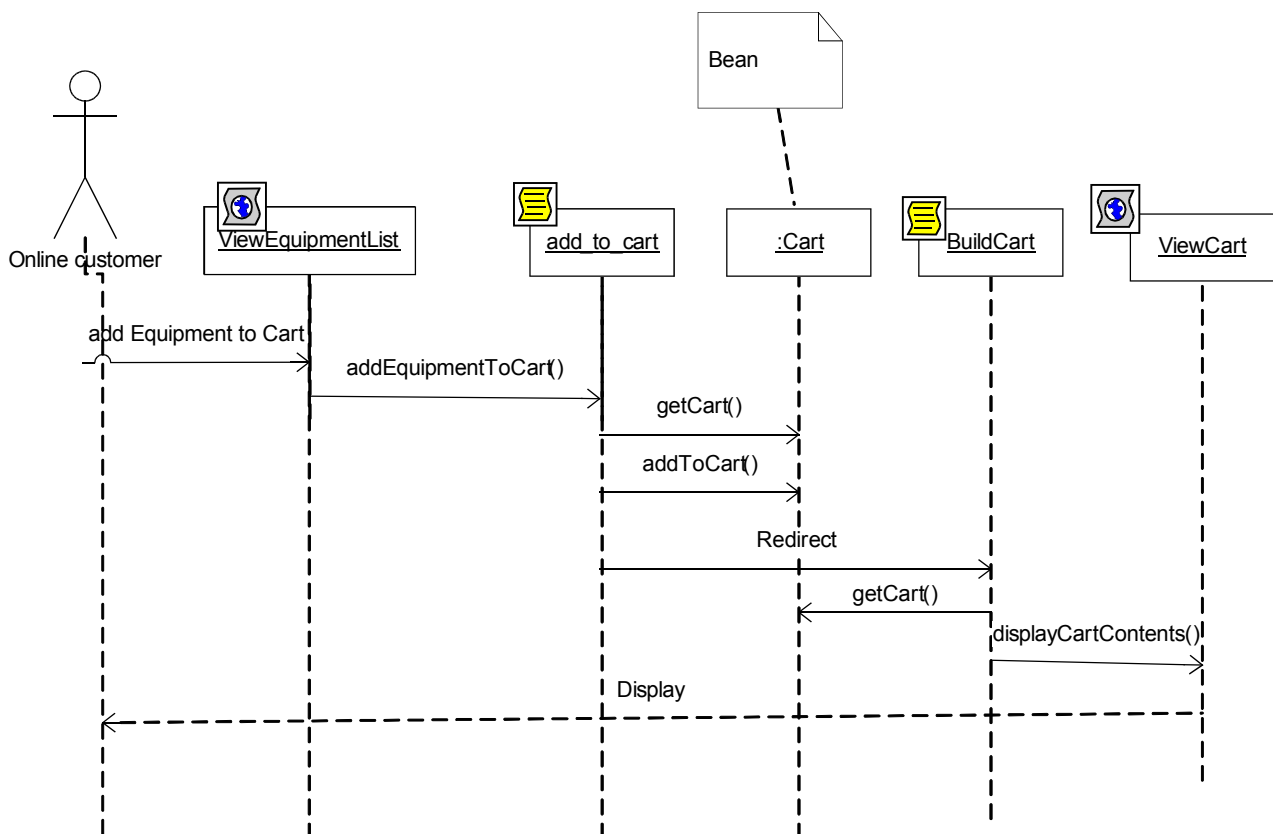 Bean
Online customer
ViewEquipmentList
add_to_cart
:Cart
BuildCart
ViewCart
add Equipment to Cart
addEquipmentToCart()
getCart()
addToCart()
Redirect
getCart()
displayCartContents()
Display